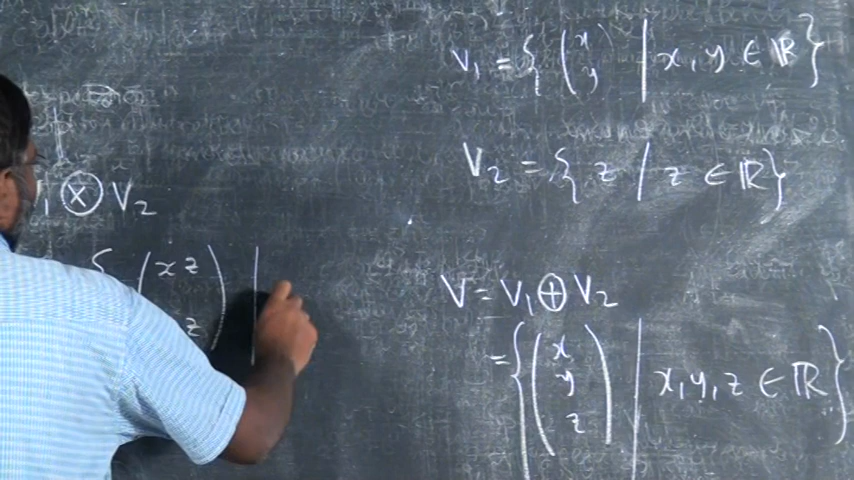 V₁ = { ( x y ) | x, y ∈ ℝ }
V₂ = { z | z ∈ ℝ }
V = V₁ ⊕ V₂
= { ( x y z ) | x, y, z ∈ ℝ }
⊗ V₂
{ ( xz z ) |